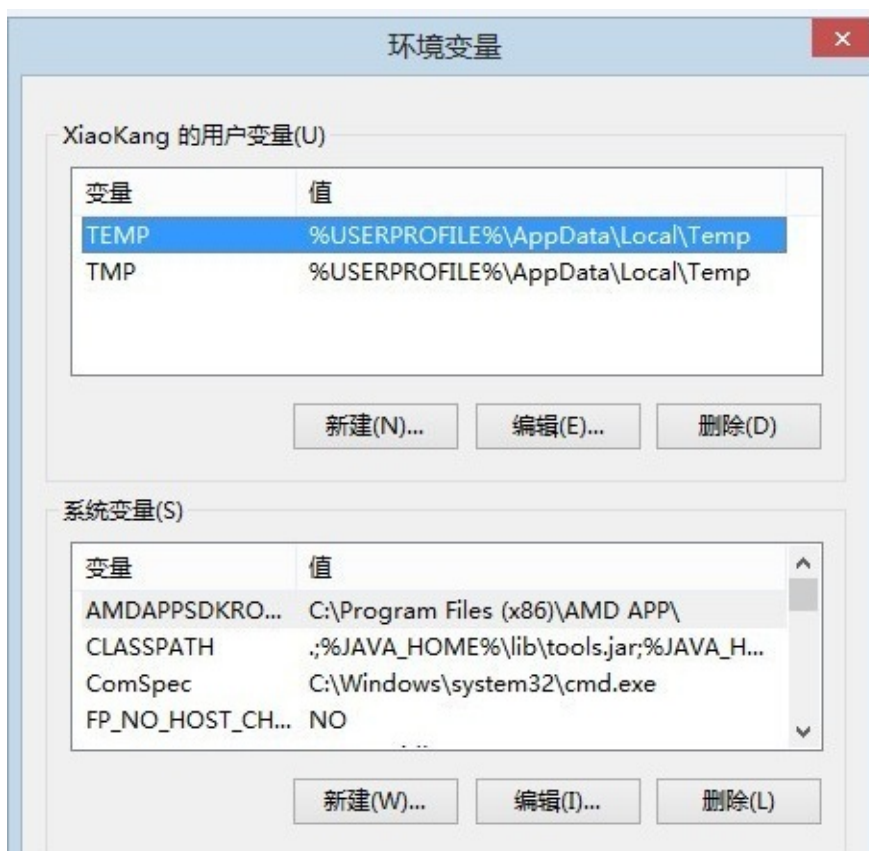 环境变量
XiaoKang 的用户变量(U)
变量 值
TEMP %USERPROFILE%\AppData\Local\Temp
TMP %USERPROFILE%\AppData\Local\Temp
新建(N)... 编辑(E)... 删除(D)
系统变量(S)
变量 值
AMDAPPSDKRO... C:\Program Files (x86)\AMD APP\
CLASSPATH .;%JAVA_HOME%\lib\tools.jar;%JAVA_H...
ComSpec C:\Windows\system32\cmd.exe
FP_NO_HOST_CH... NO
新建(W)... 编辑(I)... 删除(L)